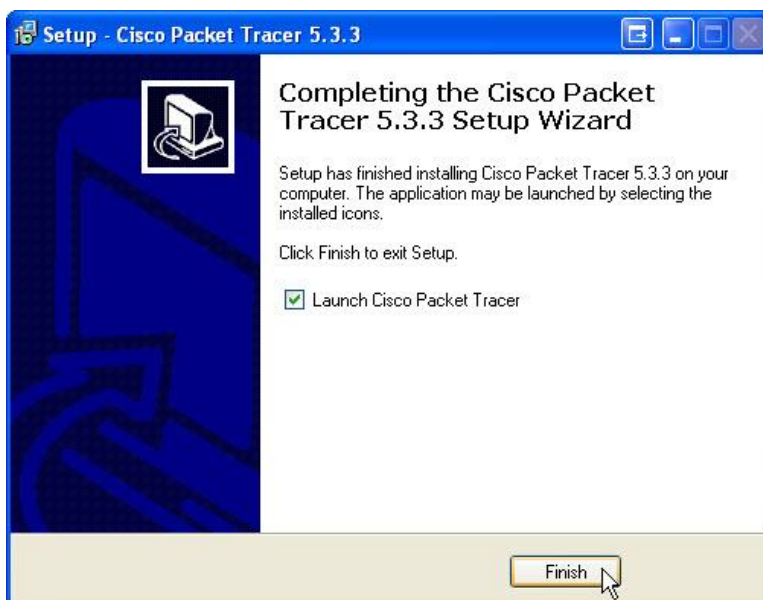 Setup - Cisco Packet Tracer 5.3.3
Completing the Cisco Packet
Tracer 5.3.3 Setup Wizard
Setup has finished installing Cisco Packet Tracer 5.3.3 on your
computer. The application may be launched by selecting the
installed icons.
Click Finish to exit Setup.
Launch Cisco Packet Tracer
Finish